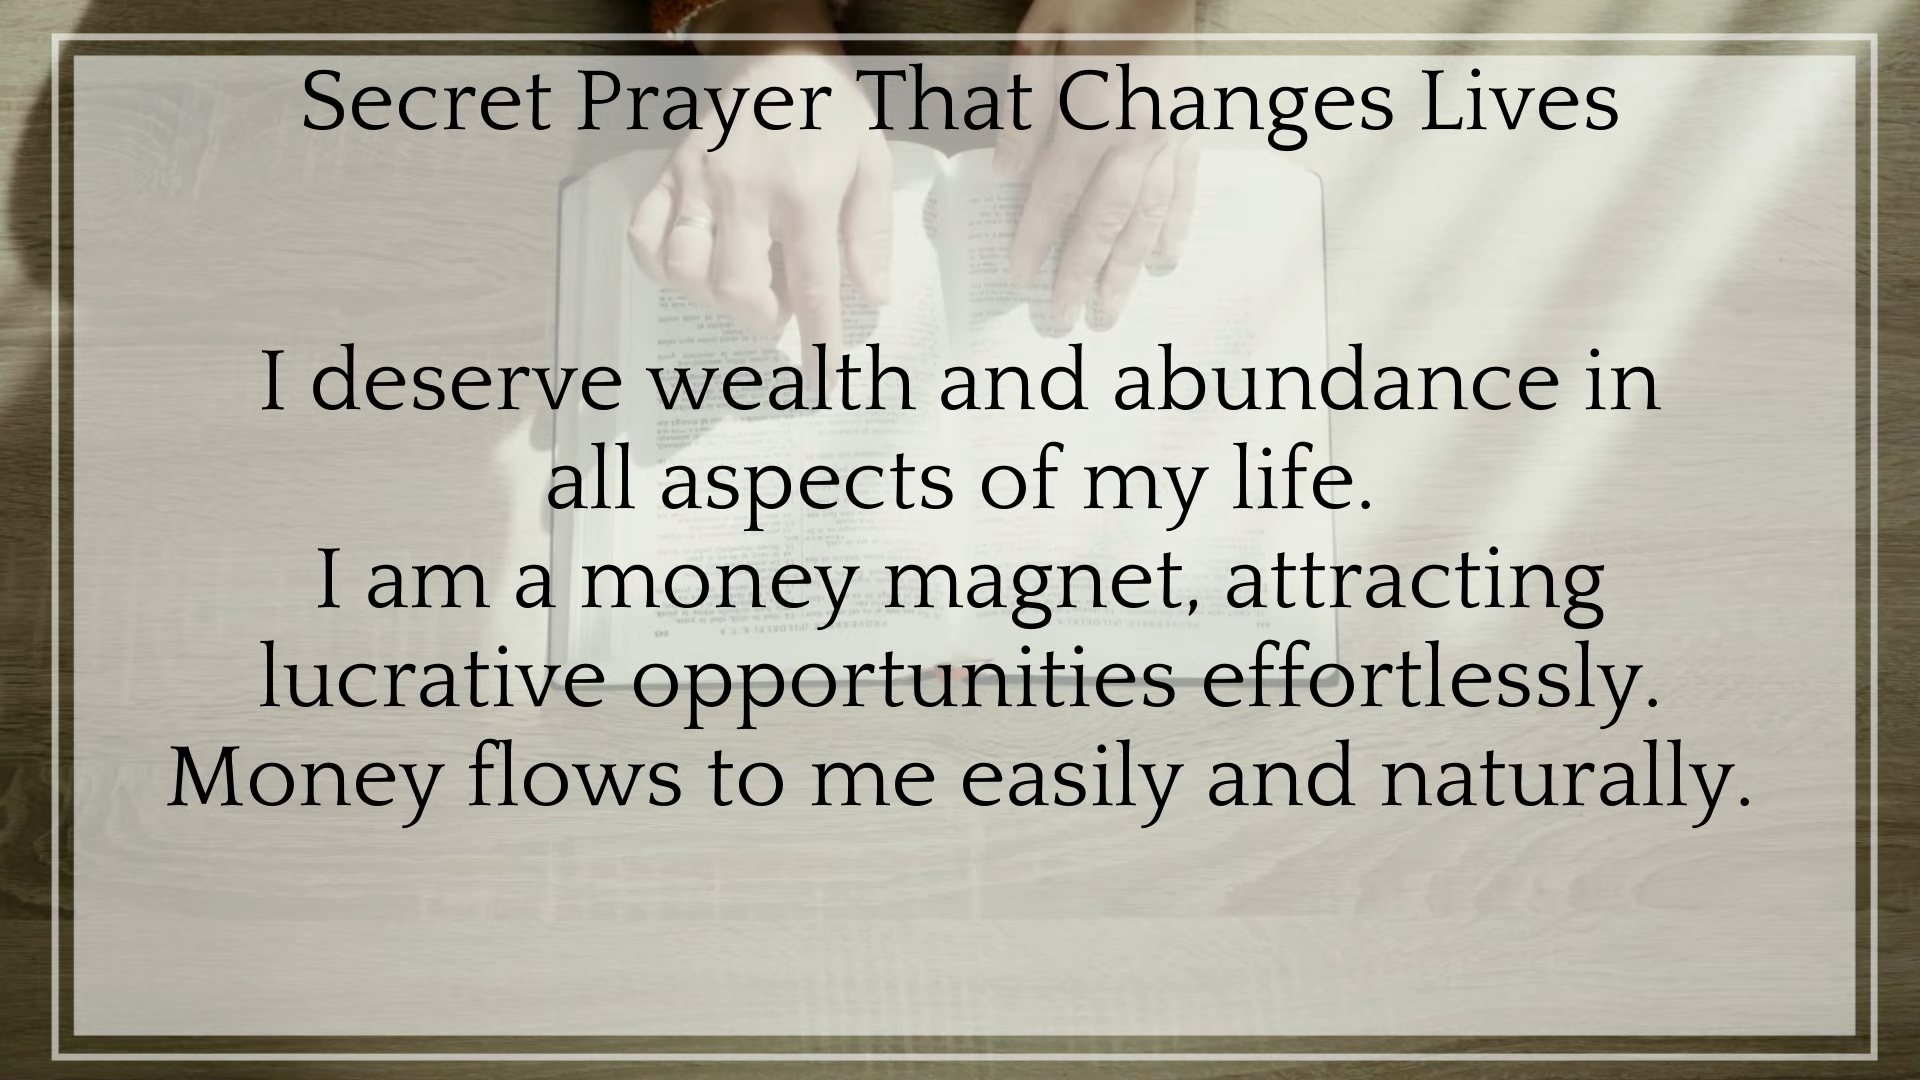 Secret Prayer That Changes Lives
I deserve wealth and abundance in
all aspects of my life.
I am a money magnet, attracting
lucrative opportunities effortlessly.
Money flows to me easily and naturally.